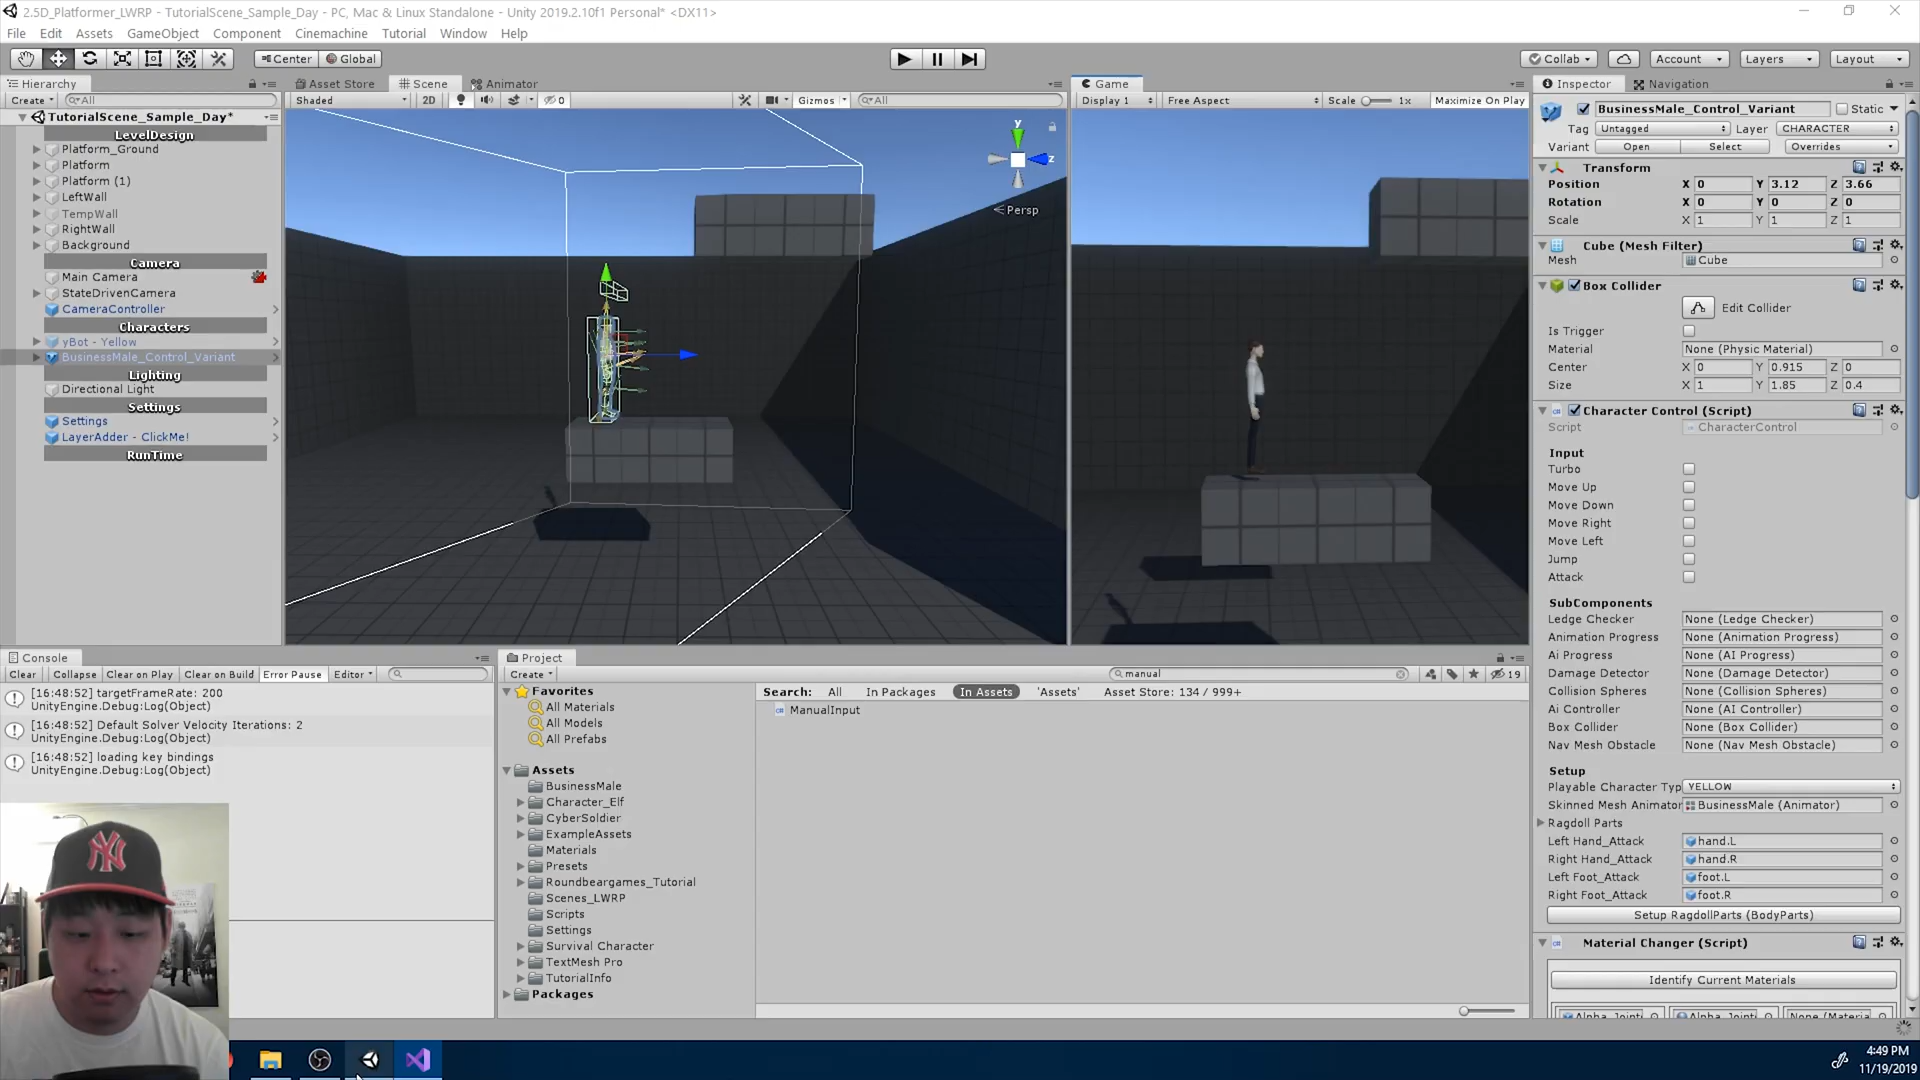 2.5D_Platformer_LWRP - TutorialScene_Sample_Day - PC, Mac & Linux Standalone - Unity 2019.2.10f1 Personal* <DX11>
File Edit Assets GameObject Component Cinemachine Tutorial Window Help
Center Global Collab Account Layers Layout
Hierarchy
Create All
TutorialScene_Sample_Day*
LevelDesign
Platform_Ground
Platform
Platform (1)
LeftWall
TempWall
RightWall
Background
Camera
Main Camera
StateDrivenCamera
CameraController
Characters
yBot - Yellow
BusinessMale_Control_Variant
Lighting
Directional Light
Settings
Settings
LayerAdder - ClickMe!
RunTime
Asset Store Scene Animator
Shaded 2D 0 Gizmos All
y
z
Persp
Game
Display 1 Free Aspect Scale 1x Maximize On Play
Inspector Navigation
BusinessMale_Control_Variant Static
Tag Untagged Layer CHARACTER
Variant Open Select Overrides
Transform
Position X 0 Y 3.12 Z 3.66
Rotation X 0 Y 0 Z 0
Scale X 1 Y 1 Z 1
Cube (Mesh Filter)
Mesh Cube
Box Collider
Edit Collider
Is Trigger
Material None (Physic Material)
Center X 0 Y 0.915 Z 0
Size X 1 Y 1.85 Z 0.4
Character Control (Script)
Script CharacterControl
Input
Turbo
Move Up
Move Down
Move Right
Move Left
Jump
Attack
SubComponents
Ledge Checker None (Ledge Checker)
Animation Progress None (Animation Progress)
Ai Progress None (AI Progress)
Damage Detector None (Damage Detector)
Collision Spheres None (Collision Spheres)
Ai Controller None (AI Controller)
Box Collider None (Box Collider)
Nav Mesh Obstacle None (Nav Mesh Obstacle)
Setup
Playable Character Typ YELLOW
Skinned Mesh Animator BusinessMale (Animator)
Ragdoll Parts
Left Hand_Attack hand.L
Right Hand_Attack hand.R
Left Foot_Attack foot.L
Right Foot_Attack foot.R
Setup RagdollParts (BodyParts)
Material Changer (Script)
Identify Current Materials
Console
Clear Collapse Clear on Play Clear on Build Error Pause Editor
[16:48:52] targetFrameRate: 200
UnityEngine.Debug:Log(Object)
[16:48:52] Default Solver Velocity Iterations: 2
UnityEngine.Debug:Log(Object)
[16:48:52] loading key bindings
UnityEngine.Debug:Log(Object)
Project
Create manual 19
Favorites
All Materials
All Models
All Prefabs
Assets
BusinessMale
Character_Elf
CyberSoldier
ExampleAssets
Materials
Presets
Roundbeargames_Tutorial
Scenes_LWRP
Scripts
Settings
Survival Character
TextMesh Pro
TutorialInfo
Packages
Search: All In Packages In Assets 'Assets' Asset Store: 134 / 999+
ManualInput
NY
4:49 PM
11/19/2019